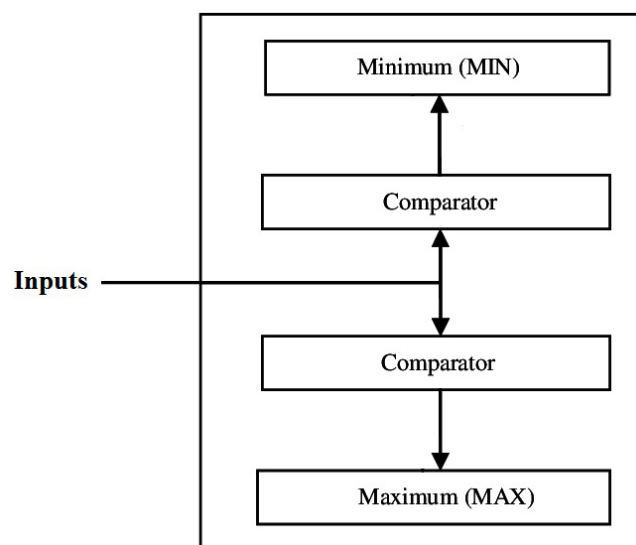 Minimum (MIN)
Comparator
Inputs
Comparator
Maximum (MAX)